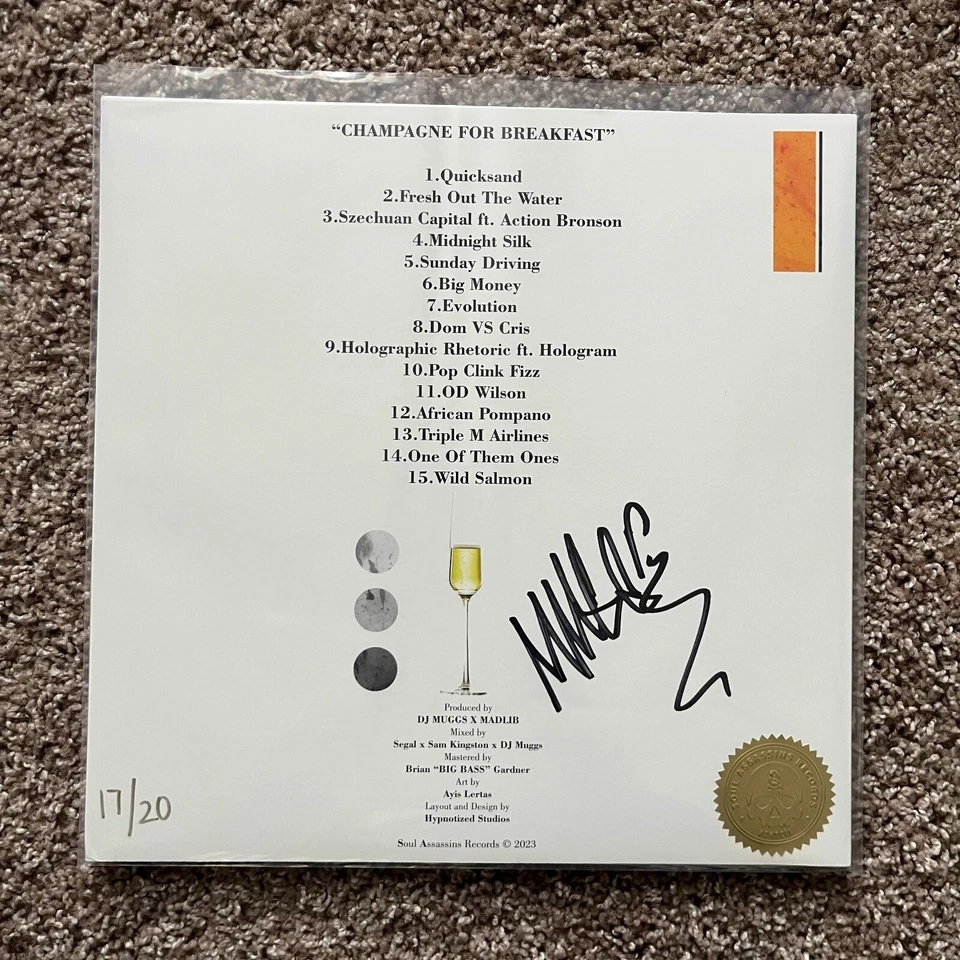 “CHAMPAGNE FOR BREAKFAST”
1.Quicksand
2.Fresh Out The Water
3.Szechuan Capital ft. Action Bronson
4.Midnight Silk
5.Sunday Driving
6.Big Money
7.Evolution
8.Dom VS Cris
9.Holographic Rhetoric ft. Hologram
10.Pop Clink Fizz
11.OD Wilson
12.African Pompano
13.Triple M Airlines
14.One Of Them Ones
15.Wild Salmon
Produced by
DJ MUGGS X MADLIB
Mixed by
Segal x Sam Kingston x DJ Muggs
Mastered by
Brian “BIG BASS” Gardner
Art by
Ayis Lertas
Layout and Design by
Hypnotized Studios
Soul Assassins Records © 2023
17/20
SOUL ASSASSINS RECORDS